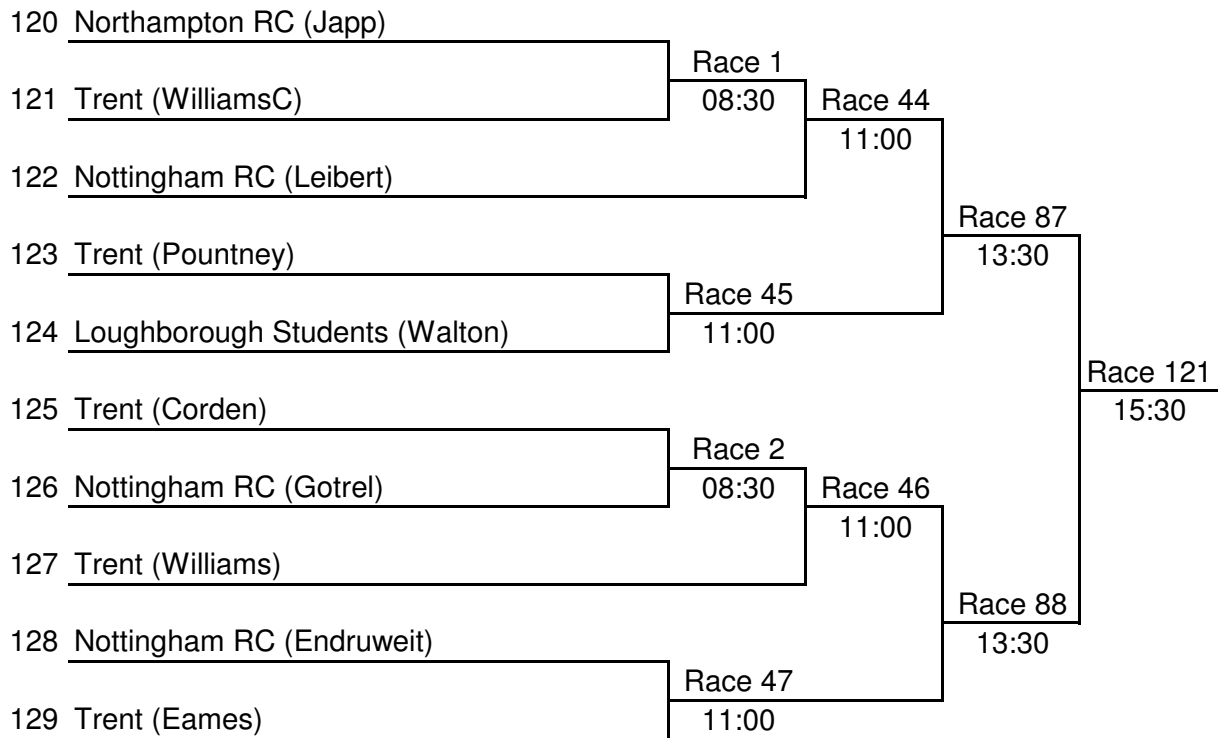 120 Northampton RC (Japp)
Race 1
121 Trent (WilliamsC)
08:30
Race 44
11:00
122 Nottingham RC (Leibert)
Race 87
123 Trent (Pountney)
13:30
Race 45
124 Loughborough Students (Walton)
11:00
Race 121
125 Trent (Corden)
15:30
Race 2
126 Nottingham RC (Gotrel)
08:30
Race 46
11:00
127 Trent (Williams)
Race 88
128 Nottingham RC (Endruweit)
13:30
Race 47
129 Trent (Eames)
11:00